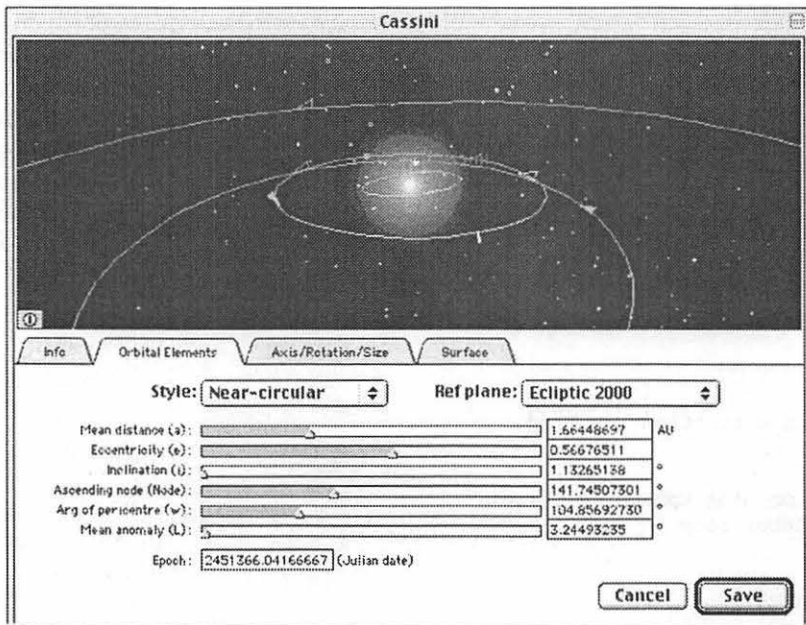 Cassini
Info Orbital Elements Axis/Rotation/Size Surface
Style: Near-circular Ref plane: Ecliptic 2000
Mean distance (a): 1.66448697 AU
Eccentricity (e): 0.56676511
Inclination (i): 1.13265138 °
Ascending node (Node): 141.74507301 °
Arg of pericentre (w): 104.85692730 °
Mean anomaly (L): 3.24493235 °
Epoch: 2451366.04166667 (Julian date)
Cancel Save